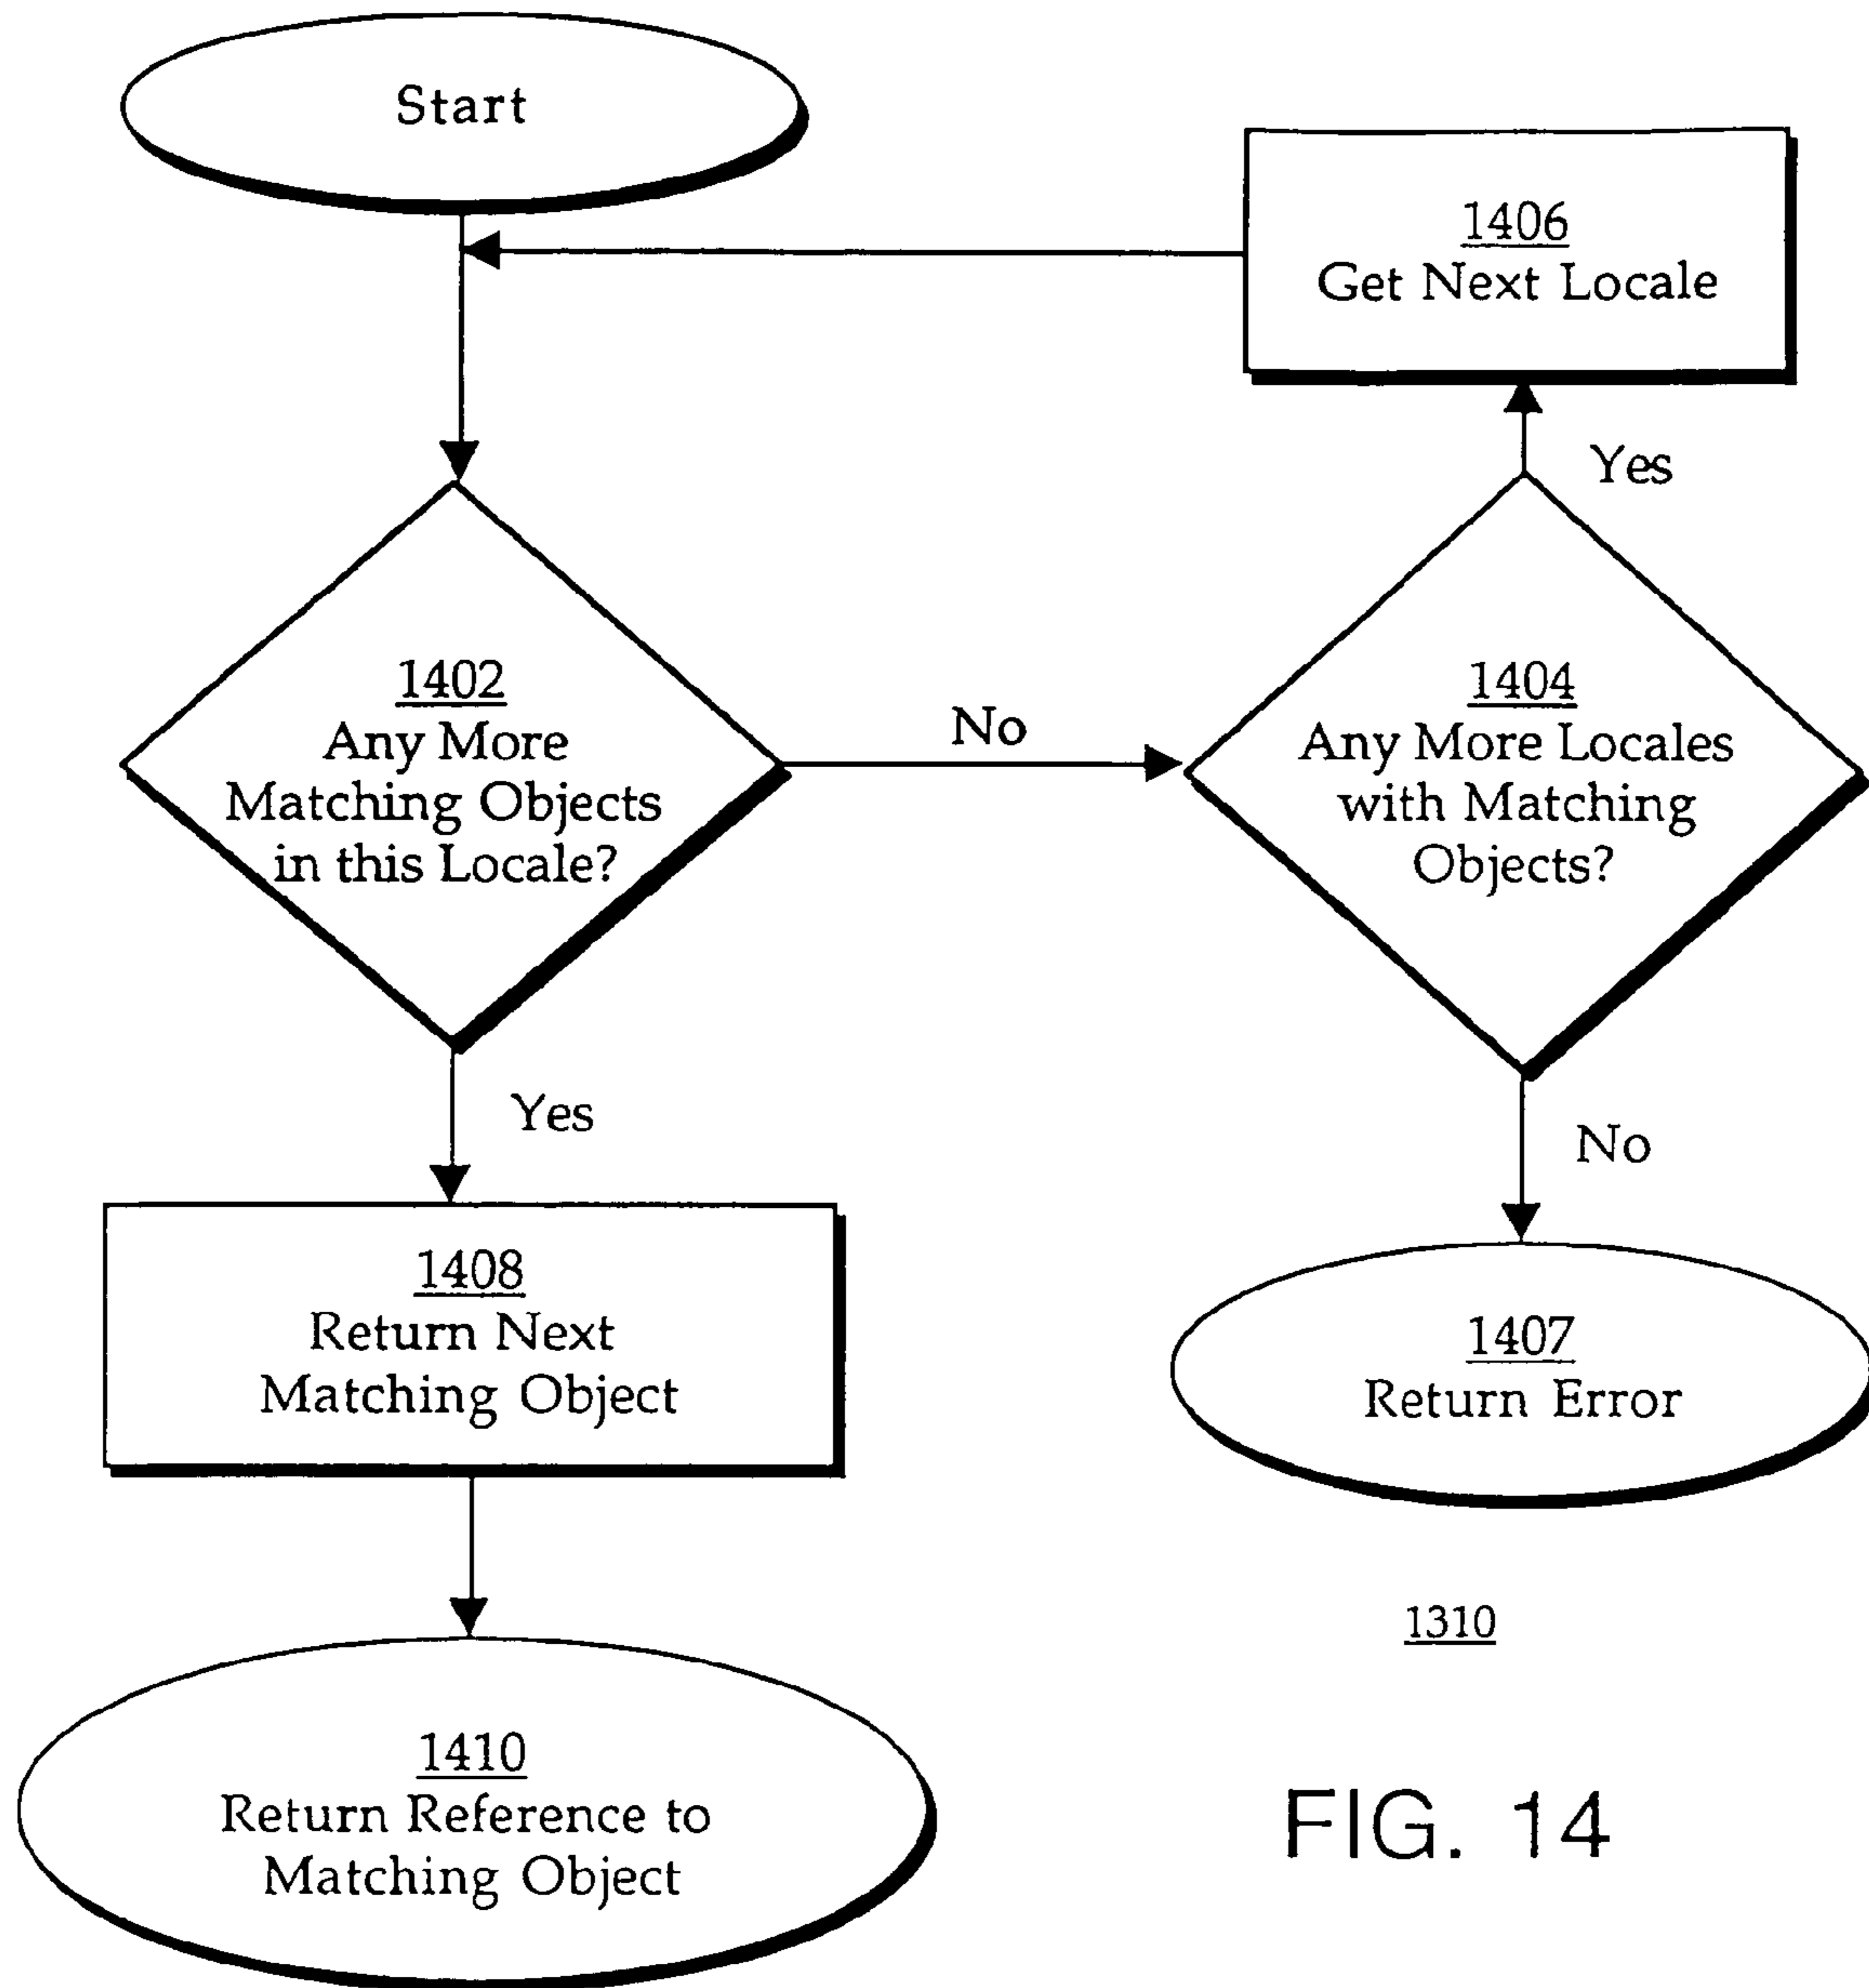 Start
1406
Get Next Locale
Yes
1402
Any More
Matching Objects
in this Locale?
No
1404
Any More Locales
with Matching
Objects?
Yes
No
1408
Return Next
Matching Object
1407
Return Error
1310
1410
Return Reference to
Matching Object
FIG. 14